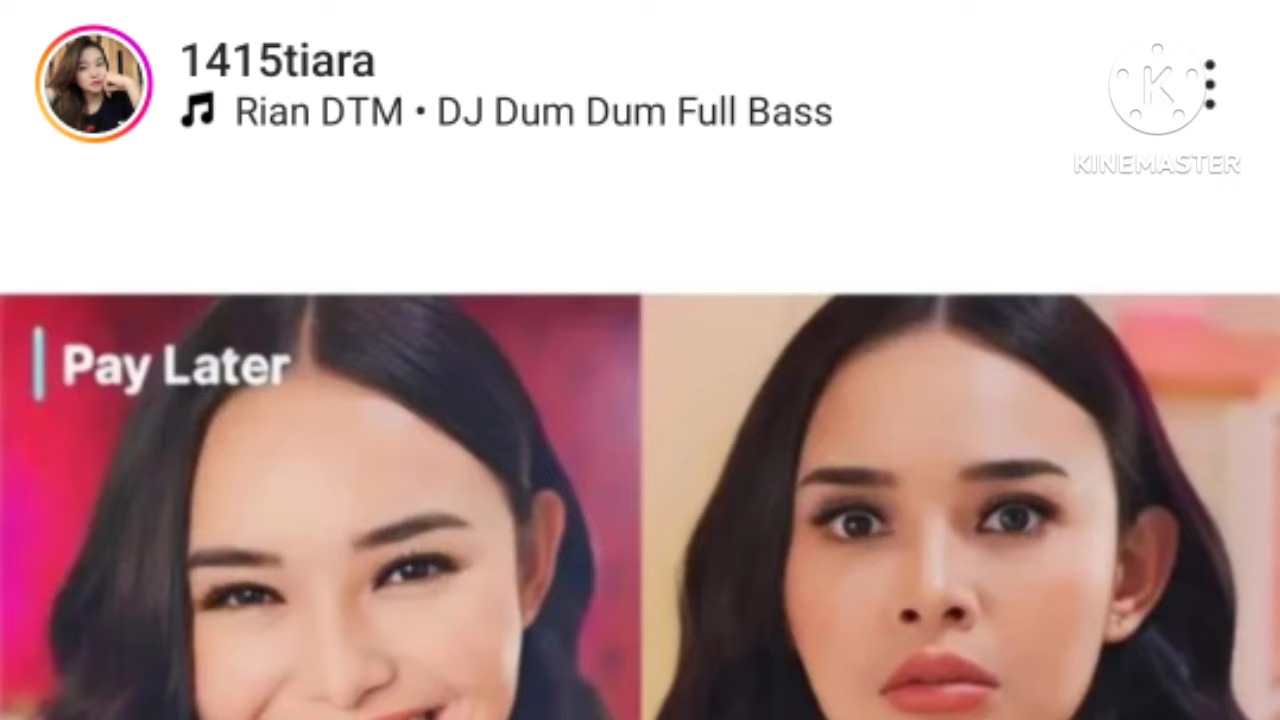 1415tiara
Rian DTM • DJ Dum Dum Full Bass
K
KINEMASTER
Pay Later